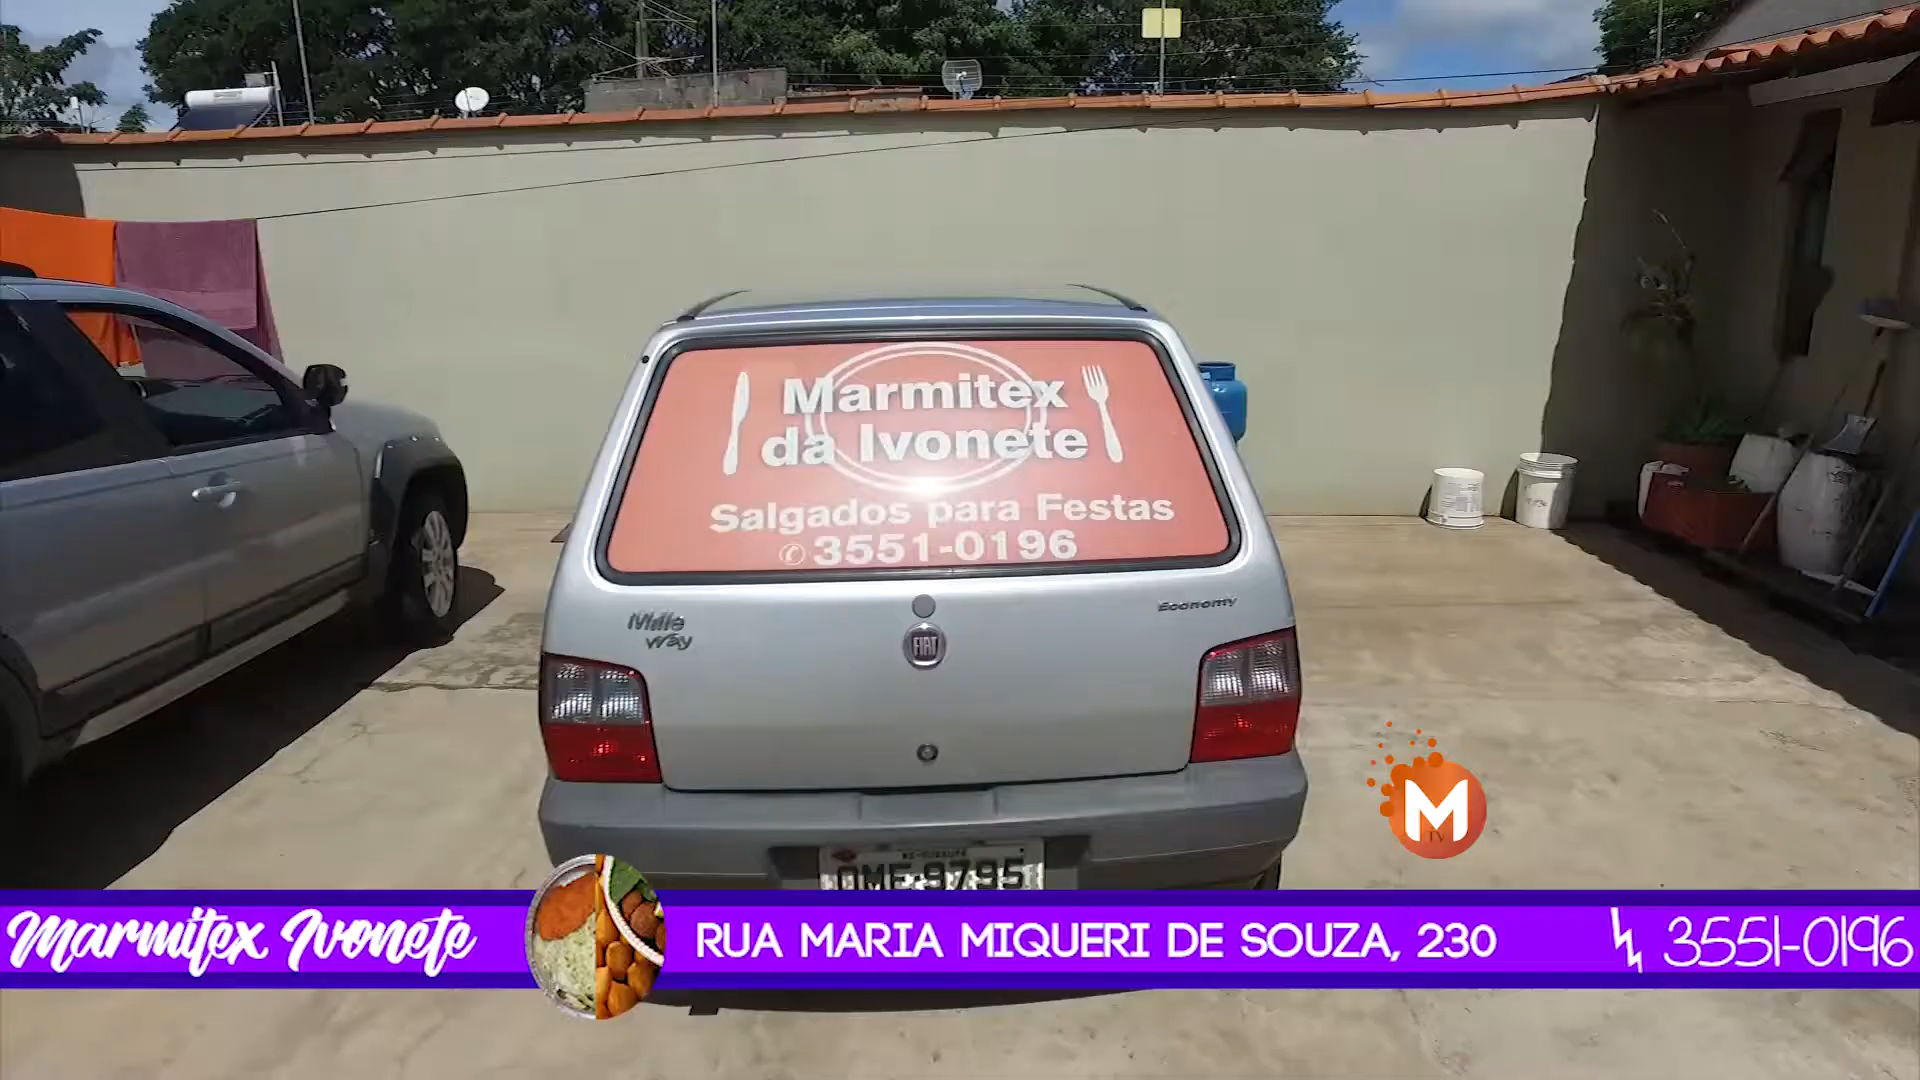 Marmitex
da Ivonete
Salgados para Festas
3551-0196
Mille
Way
Economy
FIAT
M
TV
Marmitex Ivonete
RUA MARIA MIQUERI DE SOUZA, 230
3551-0196